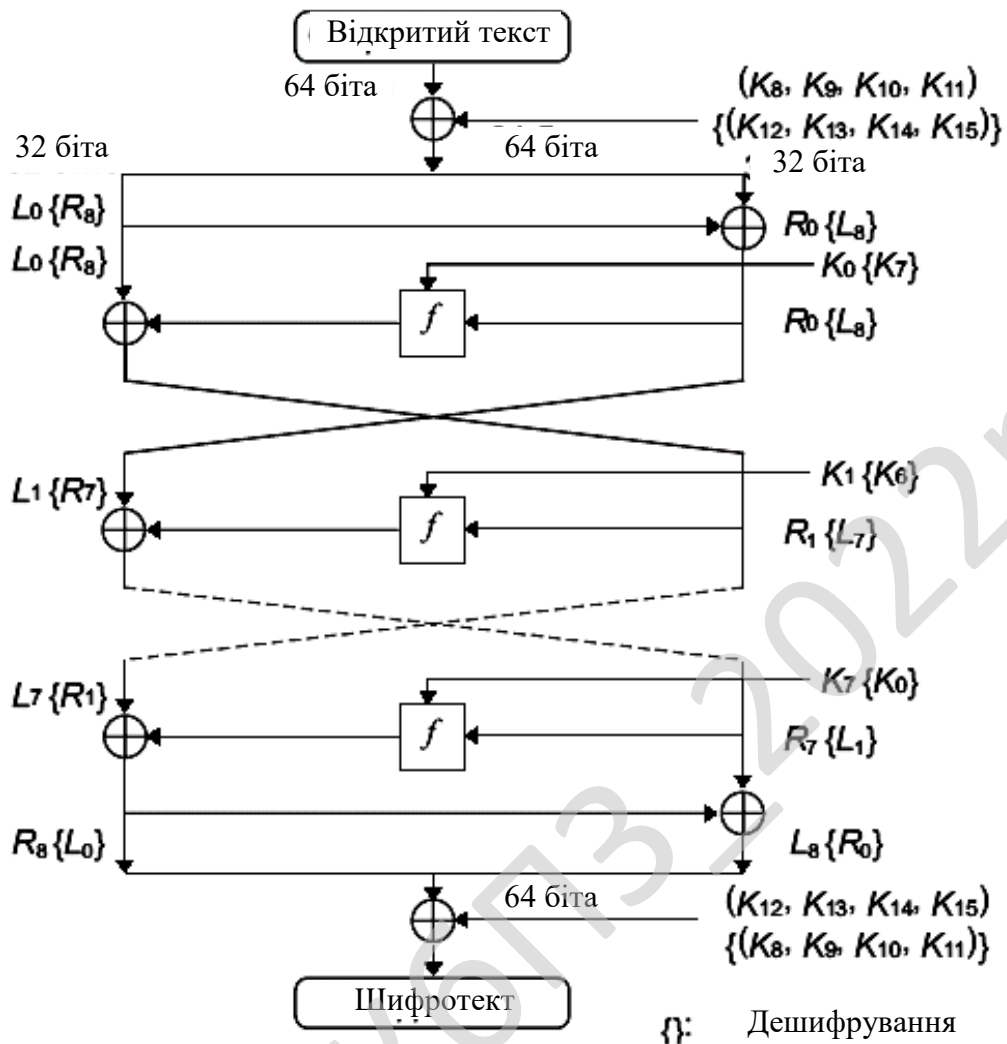 Відкритий текст
64 біта
(K8, K9, K10, K11)
{(K12, K13, K14, K15)}
32 біта
64 біта
32 біта
L0 {R8}
R0 {L8}
L0 {R8}
K0 {K7}
f
R0 {L8}
K1 {K6}
L1 {R7}
f
R1 {L7}
K7 {K0}
L7 {R1}
f
R7 {L1}
R8 {L0}
L8 {R0}
64 біта
(K12, K13, K14, K15)
{(K8, K9, K10, K11)}
Шифротект
{}: Дешифрування